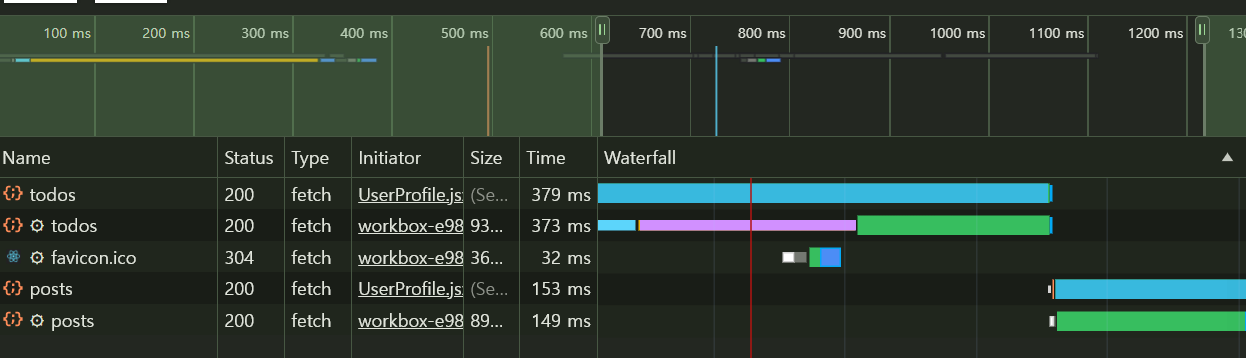 100 ms 200 ms 300 ms 400 ms 500 ms 600 ms 700 ms 800 ms 900 ms 1000 ms 1100 ms 1200 ms
Name Status Type Initiator Size Time Waterfall
todos 200 fetch UserProfile.js (Se... 379 ms
todos 200 fetch workbox-e98 93... 373 ms
favicon.ico 304 fetch workbox-e98 36... 32 ms
posts 200 fetch UserProfile.js (Se... 153 ms
posts 200 fetch workbox-e98 89... 149 ms